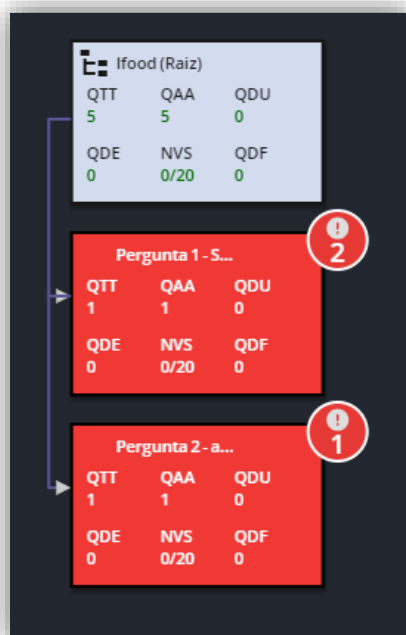 Ifood (Raiz)
QTT QAA QDU
5 5 0
QDE NVS QDF
0 0/20 0
2
Pergunta 1 - S...
QTT QAA QDU
1 1 0
QDE NVS QDF
0 0/20 0
1
Pergunta 2 - a...
QTT QAA QDU
1 1 0
QDE NVS QDF
0 0/20 0